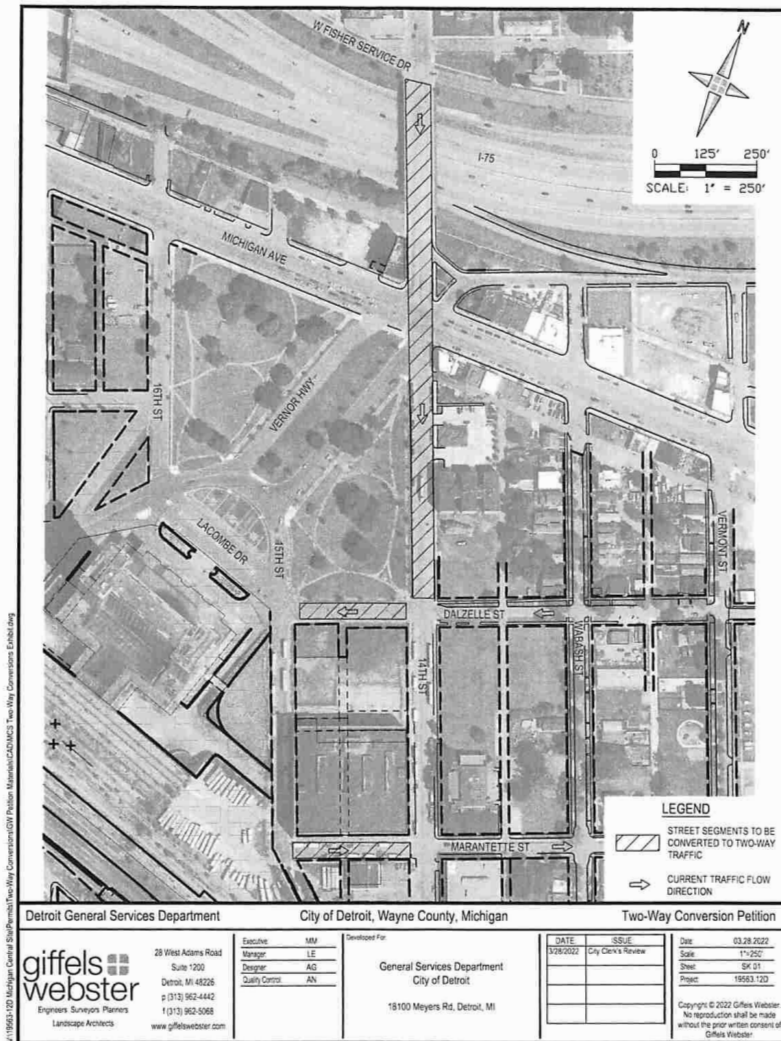 W FISHER SERVICE DR
N
I-75
0 125' 250'
SCALE: 1" = 250'
MICHIGAN AVE
16TH ST
VERNOR HWY
LACOMBE DR
15TH ST
VERMONT ST
DALZELLE ST
WABASH ST
14TH ST
MARANTETTE ST
LEGEND
STREET SEGMENTS TO BE
CONVERTED TO TWO-WAY
TRAFFIC
CURRENT TRAFFIC FLOW
DIRECTION
Detroit General Services Department City of Detroit, Wayne County, Michigan Two-Way Conversion Petition
giffels
webster
Engineers Surveyors Planners
Landscape Architects
28 West Adams Road
Suite 1200
Detroit, MI 48226
p (313) 962-4442
f (313) 962-5068
www.giffelswebster.com
Executive: MM
Manager: LE
Designer: AG
Quality Control: AN
Developed For:
General Services Department
City of Detroit
18100 Meyers Rd, Detroit, MI
DATE: ISSUE:
3/28/2022 City Clerk's Review
Date: 03.28.2022
Scale: 1"=250'
Sheet: SK 01
Project: 19563.12D
Copyright © 2022 Giffels Webster.
No reproduction shall be made
without the prior written consent of
Giffels Webster.